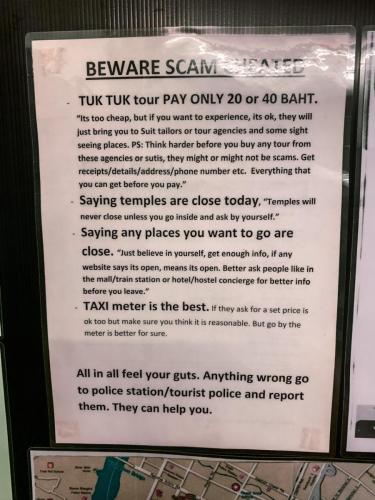 BEWARE SCAM CHEATED
- TUK TUK tour PAY ONLY 20 or 40 BAHT.
"Its too cheap, but if you want to experience, its ok, they will
just bring you to Suit tailors or tour agencies and some sight
seeing places. PS: Think harder before you buy any tour from
these agencies or sutis, they might or might not be scams. Get
receipts/details/address/phone number etc. Everything that
you can get before you pay."
- Saying temples are close today, "Temples will
never close unless you go inside and ask by yourself."
- Saying any places you want to go are
close. "Just believe in yourself, get enough info, if any
website says its open, means its open. Better ask people like in
the mall/train station or hotel/hostel concierge for better info
before you leave."
- TAXI meter is the best. If they ask for a set price is
ok too but make sure you think it is reasonable. But go by the
meter is better for sure.
All in all feel your guts. Anything wrong go
to police station/tourist police and report
them. They can help you.